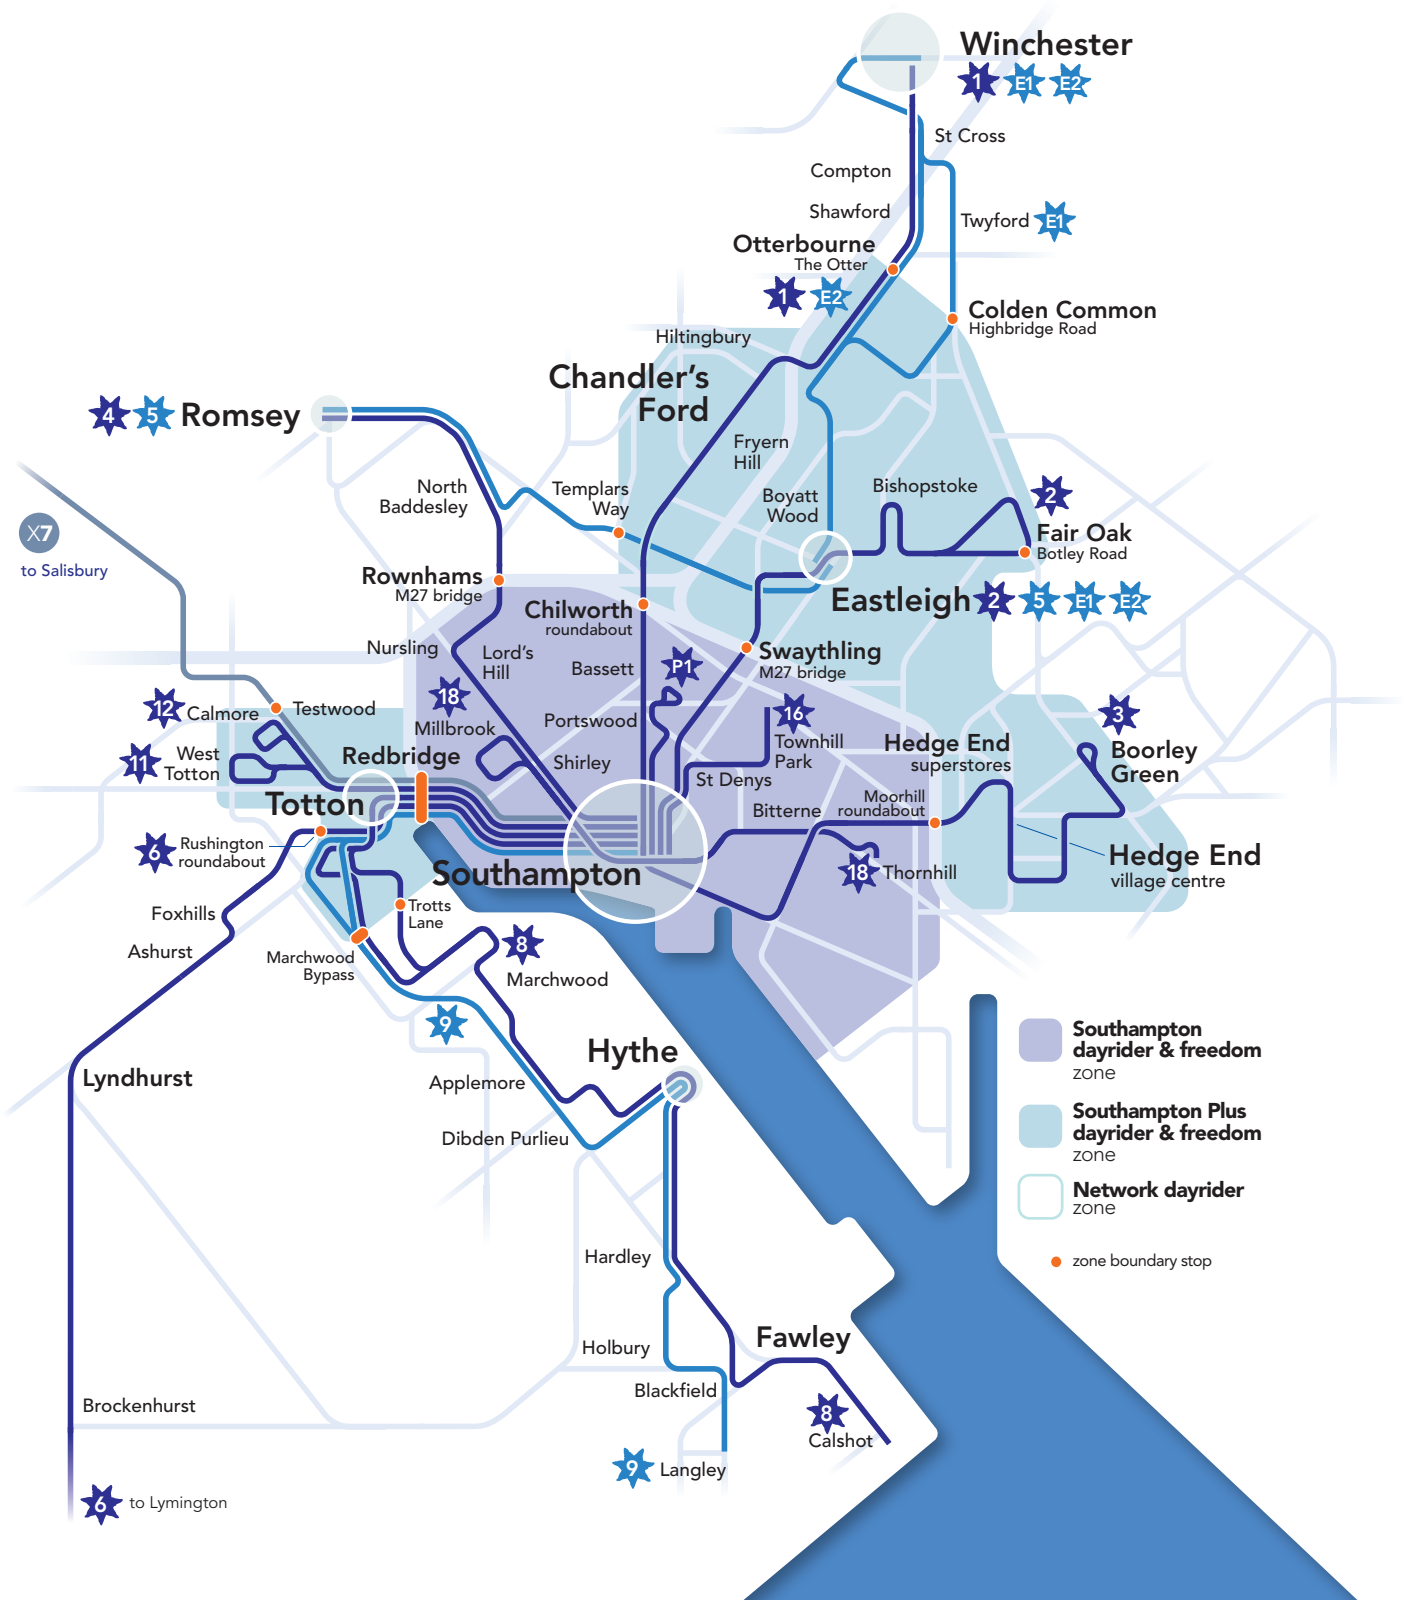 Winchester
1 E1 E2
St Cross
Compton
Shawford
Twyford E1
Otterbourne
The Otter
1 E2
Colden Common
Highbridge Road
Hiltingbury
Chandler's
Ford
4 5 Romsey
Fryern
Hill
North
Baddesley
Templars
Way
Boyatt
Wood
Bishopstoke
2
Fair Oak
Botley Road
X7
to Salisbury
Rownhams
M27 bridge
Chilworth
roundabout
Eastleigh 2 5 E1 E2
Nursling
Lord's
Hill
Bassett
P1
Swaythling
M27 bridge
18
12 Calmore
Testwood
Millbrook
Portswood
16
Townhill
Park
3
Boorley
Green
11 West
Totton
Redbridge
Shirley
St Denys
Hedge End
superstores
Totton
Bitterne
Moorhill
roundabout
6 Rushington
roundabout
Southampton
18 Thornhill
Hedge End
village centre
Foxhills
Trotts
Lane
Ashurst
Marchwood
Bypass
8
Marchwood
9
Southampton
dayrider & freedom
zone
Hythe
Lyndhurst
Applemore
Southampton Plus
dayrider & freedom
zone
Dibden Purlieu
Network dayrider
zone
Hardley
zone boundary stop
Holbury
Fawley
Blackfield
Brockenhurst
8
Calshot
9 Langley
6 to Lymington